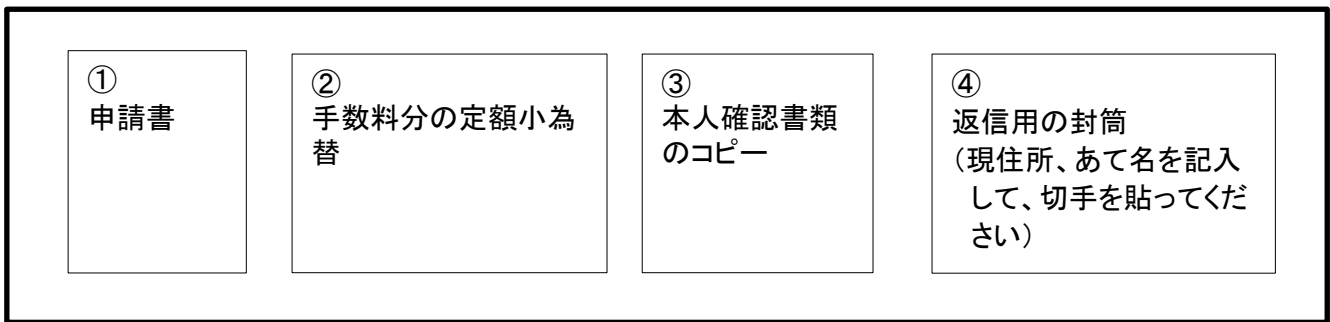 ①
申請書
②
手数料分の定額小為
替
③
本人確認書類
のコピー
④
返信用の封筒
（現住所、あて名を記入
して、切手を貼ってくだ
さい）